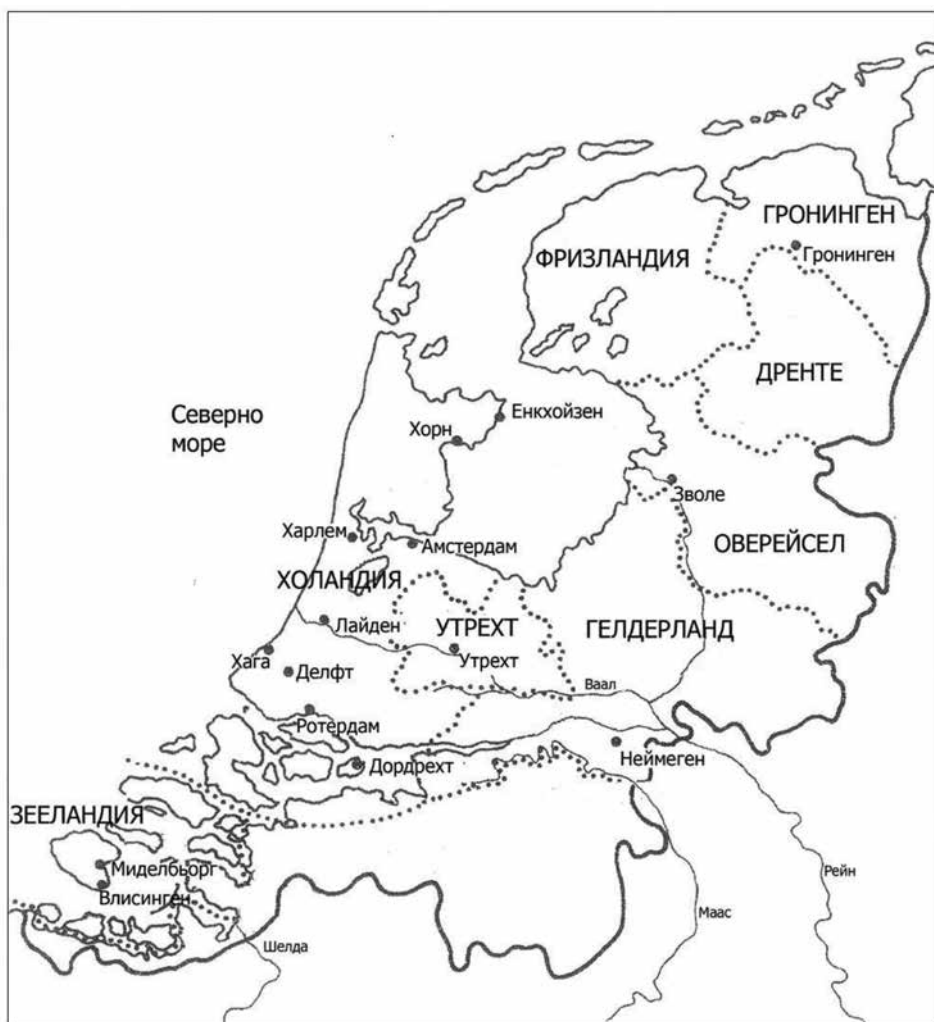 ГРОНИНГЕН
Гронинген
ФРИЗЛАНДИЯ
ДРЕНТЕ
Северно
море
Енкхойзен
Хорн
Зволе
Харлем
Амстердам
ОВЕРЕЙСЕЛ
ХОЛАНДИЯ
Лайден
УТРЕХТ
ГЕЛДЕРЛАНД
Хага
Утрехт
Делфт
Ваал
Ротердам
Неймеген
Дордрехт
ЗЕЕЛАНДИЯ
Миделбьорг
Влисинген
Рейн
Маас
Шелда